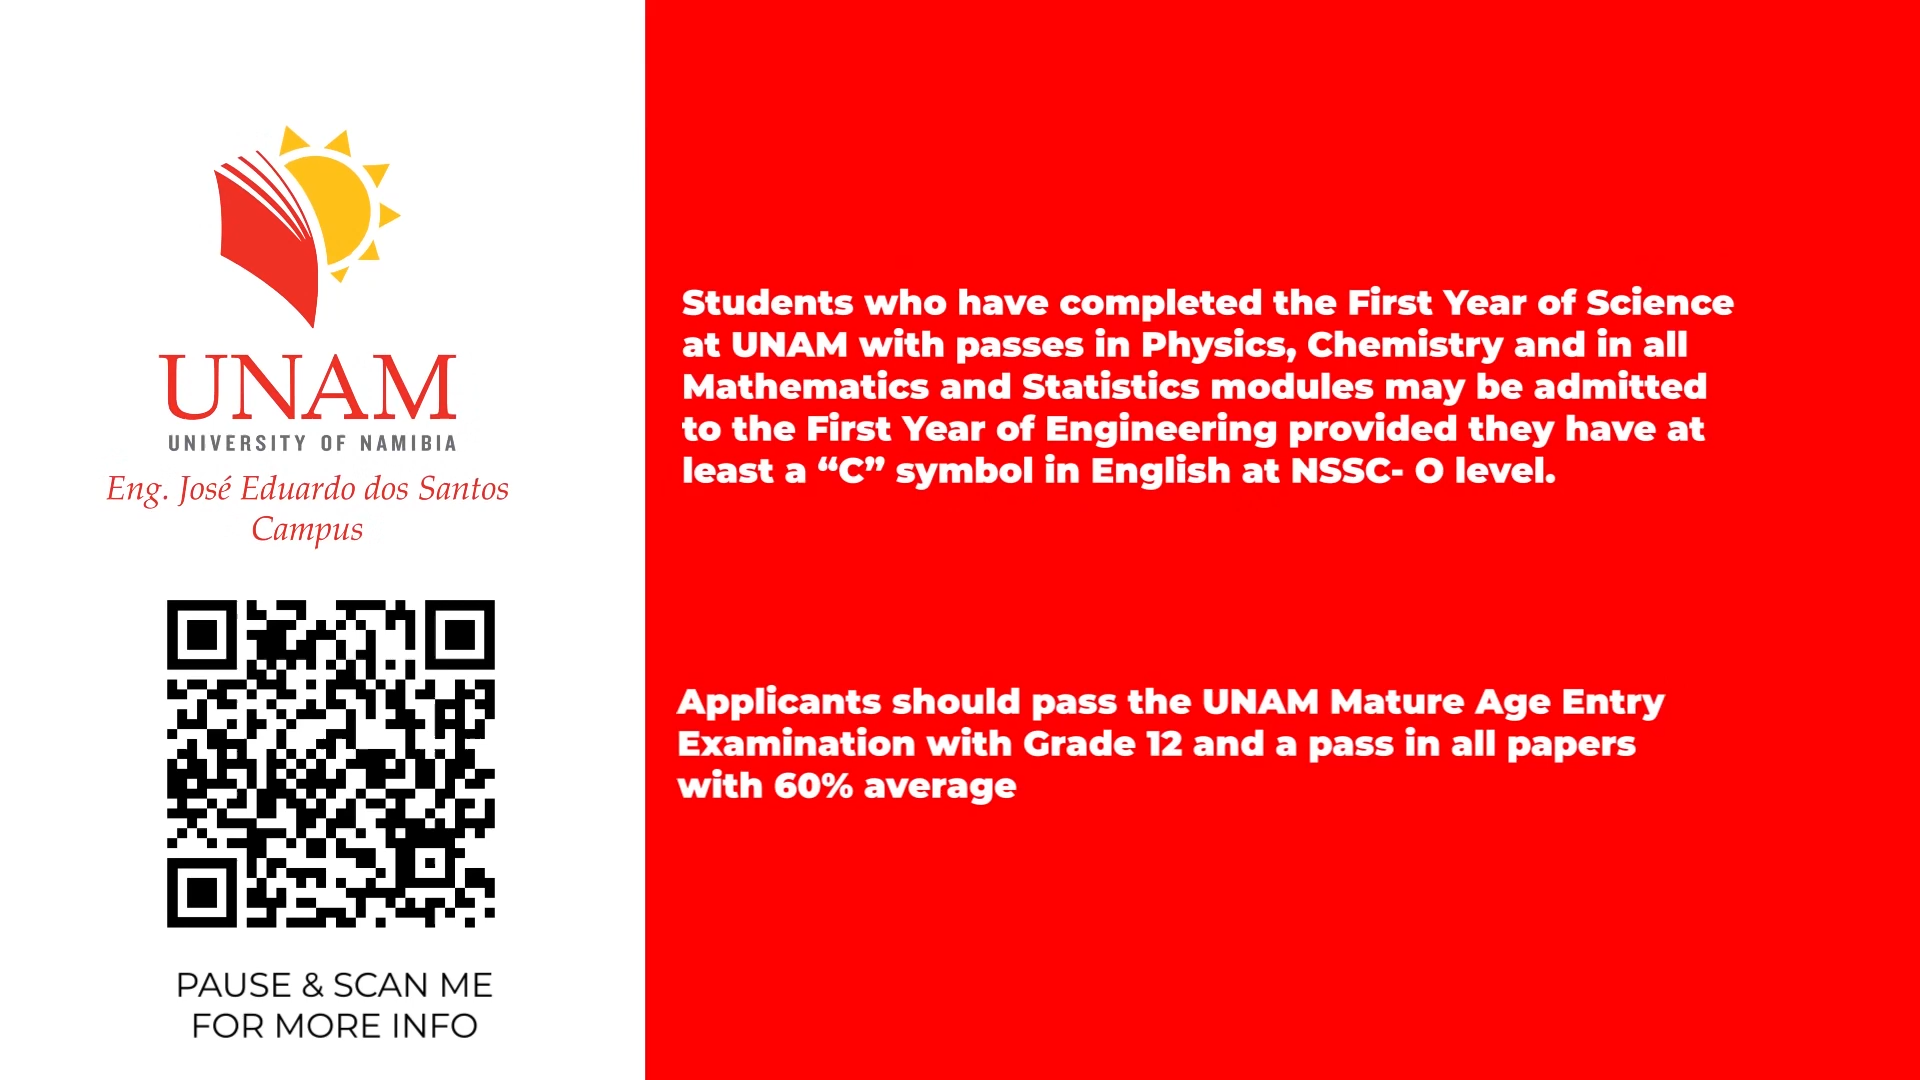 UNAM
UNIVERSITY OF NAMIBIA
Eng. José Eduardo dos Santos
Campus
PAUSE & SCAN ME
FOR MORE INFO
Students who have completed the First Year of Science
at UNAM with passes in Physics, Chemistry and in all
Mathematics and Statistics modules may be admitted
to the First Year of Engineering provided they have at
least a “C” symbol in English at NSSC- O level.
Applicants should pass the UNAM Mature Age Entry
Examination with Grade 12 and a pass in all papers
with 60% average